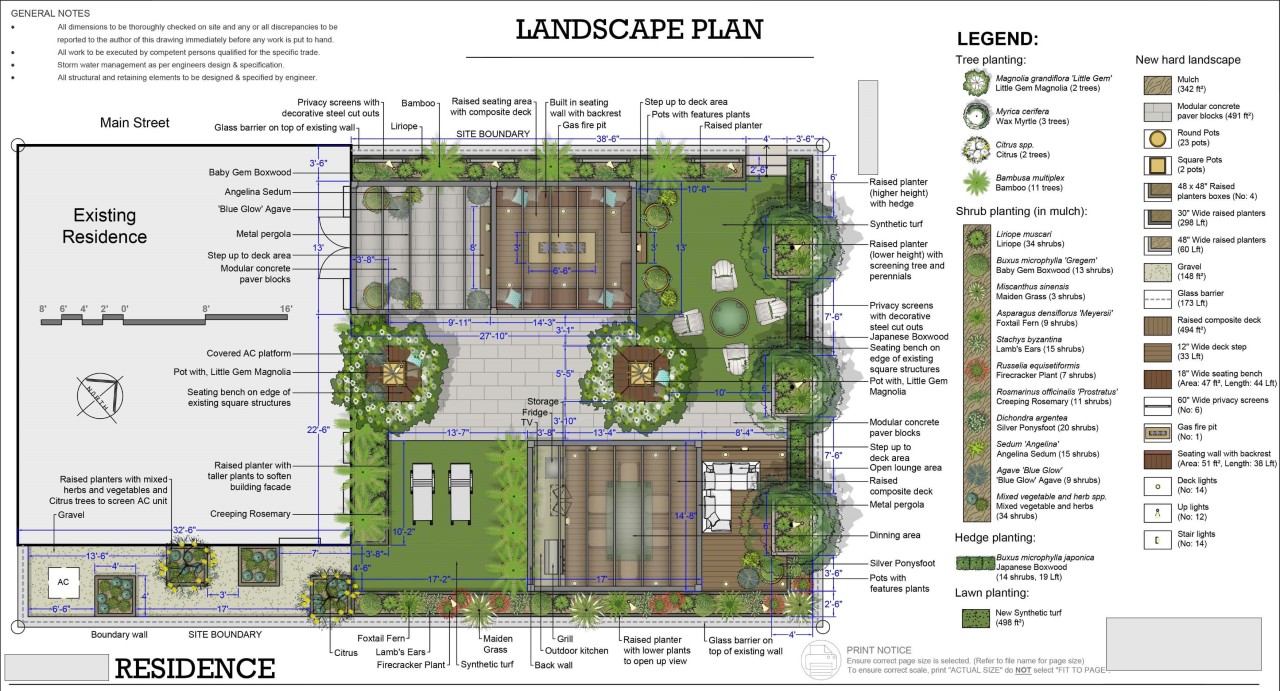 GENERAL NOTES
• All dimensions to be thoroughly checked on site and any or all discrepancies to be
reported to the author of this drawing immediately before any work is put to hand.
• All work to be executed by competent persons qualified for the specific trade.
• Storm water management as per engineers design & specification.
• All structural and retaining elements to be designed & specified by engineer.
LANDSCAPE PLAN
Main Street
Privacy screens with
decorative steel cut outs
Glass barrier on top of existing wall
Bamboo
Liriope
Raised seating area
with composite deck
SITE BOUNDARY
Built in seating
wall with backrest
Gas fire pit
Step up to deck area
Pots with features plants
Raised planter
38'-6"
4'
3'-6"
3'-6"
2'-6"
6'
10'-8"
Existing
Residence
Baby Gem Boxwood
Angelina Sedum
'Blue Glow' Agave
Metal pergola
Step up to deck area
Modular concrete
paver blocks
13'
3'-8"
8'
3'
6'-6"
3'
13'
6'
9'-11"
14'-3"
27'-10"
3'-1"
5'-5"
7'-6"
6'
10'
8' 6' 4' 2' 0' 8' 16'
NORTH
Covered AC platform
Pot with, Little Gem Magnolia
Seating bench on edge of
existing square structures
22'-6"
Raised planter with
taller plants to soften
building facade
Creeping Rosemary
Raised planters with mixed
herbs and vegetables and
Citrus trees to screen AC unit
Gravel
Raised planter
(higher height)
with hedge
Synthetic turf
Raised planter
(lower height) with
screening tree and
perennials
Privacy screens
with decorative
steel cut outs
Japanese Boxwood
Seating bench on
edge of existing
square structures
Pot with, Little Gem
Magnolia
Modular concrete
paver blocks
Step up to
deck area
Open lounge area
Raised
composite deck
Metal pergola
Dinning area
Silver Ponysfoot
Pots with
features plants
Storage
Fridge
TV
3'-10"
13'-7"
3'-8"
13'-4"
8'-4"
7'-6"
14'-8"
6'
10'-2"
32'-6"
7'
3'-8"
4'-6"
13'-6"
4'
3'
4'
AC
6'-6"
17'
17'-2"
17'
3'-6"
2'-6"
4'
Boundary wall
SITE BOUNDARY
Citrus
Foxtail Fern
Lamb's Ears
Firecracker Plant
Maiden
Grass
Synthetic turf
Grill
Outdoor kitchen
Back wall
Raised planter
with lower plants
to open up view
Glass barrier on
top of existing wall
RESIDENCE
PRINT NOTICE
Ensure correct page size is selected. (Refer to file name for page size)
To ensure correct scale, print "ACTUAL SIZE" do NOT select "FIT TO PAGE".
LEGEND:
Tree planting:
Magnolia grandiflora 'Little Gem'
Little Gem Magnolia (2 trees)
Myrica cerifera
Wax Myrtle (3 trees)
Citrus spp.
Citrus (2 trees)
Bambusa multiplex
Bamboo (11 trees)
Shrub planting (in mulch):
Liriope muscari
Liriope (34 shrubs)
Buxus microphylla 'Gregem'
Baby Gem Boxwood (13 shrubs)
Miscanthus sinensis
Maiden Grass (3 shrubs)
Asparagus densiflorus 'Meyersii'
Foxtail Fern (9 shrubs)
Stachys byzantina
Lamb's Ears (15 shrubs)
Russelia equisetiformis
Firecracker Plant (7 shrubs)
Rosmarinus officinalis 'Prostratus'
Creeping Rosemary (11 shrubs)
Dichondra argentea
Silver Ponysfoot (20 shrubs)
Sedum 'Angelina'
Angelina Sedum (15 shrubs)
Agave 'Blue Glow'
'Blue Glow' Agave (9 shrubs)
Mixed vegetable and herb spp.
Mixed vegetable and herbs
(34 shrubs)
Hedge planting:
Buxus microphylla japonica
Japanese Boxwood
(14 shrubs, 19 Lft)
Lawn planting:
New Synthetic turf
(498 ft²)
New hard landscape
Mulch
(342 ft²)
Modular concrete
paver blocks (491 ft²)
Round Pots
(23 pots)
Square Pots
(2 pots)
48 x 48" Raised
planters boxes (No: 4)
30" Wide raised planters
(298 Lft)
48" Wide raised planters
(60 Lft)
Gravel
(148 ft²)
Glass barrier
(173 Lft)
Raised composite deck
(494 ft²)
12" Wide deck step
(33 Lft)
18" Wide seating bench
(Area: 47 ft², Length: 44 Lft)
60" Wide privacy screens
(No: 6)
Gas fire pit
(No: 1)
Seating wall with backrest
(Area: 51 ft², Length: 38 Lft)
Deck lights
(No: 14)
Up lights
(No: 12)
Stair lights
(No: 14)